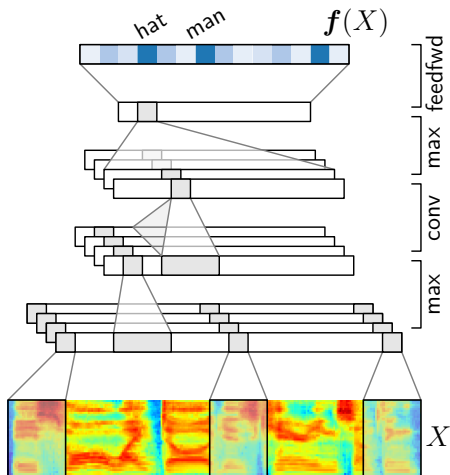 hat man f(X)
feedfwd
max
conv
max
X